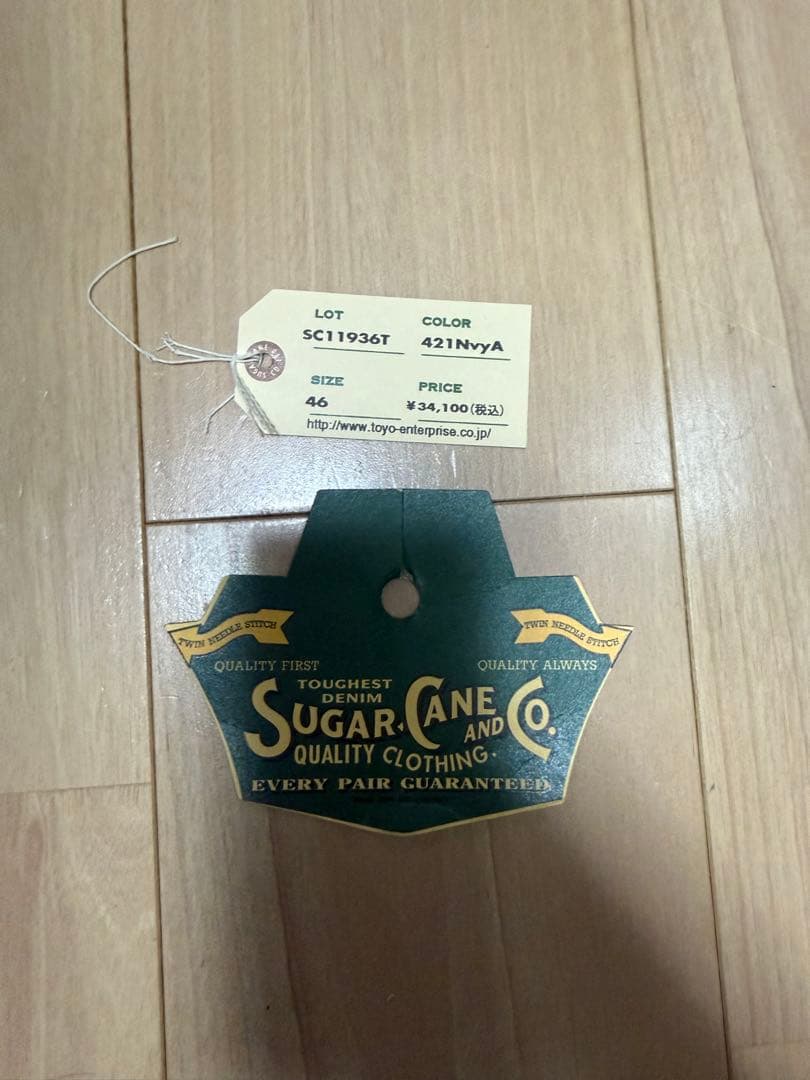 LOT
SC11936T
COLOR
421NvyA
SIZE
46
PRICE
¥34,100(税込)
http://www.toyo-enterprise.co.jp/
TWIN NEEDLE STITCH
TWIN NEEDLE STITCH
QUALITY FIRST
QUALITY ALWAYS
TOUGHEST
DENIM
SUGAR CANE AND CO.
QUALITY CLOTHING.
EVERY PAIR GUARANTEED